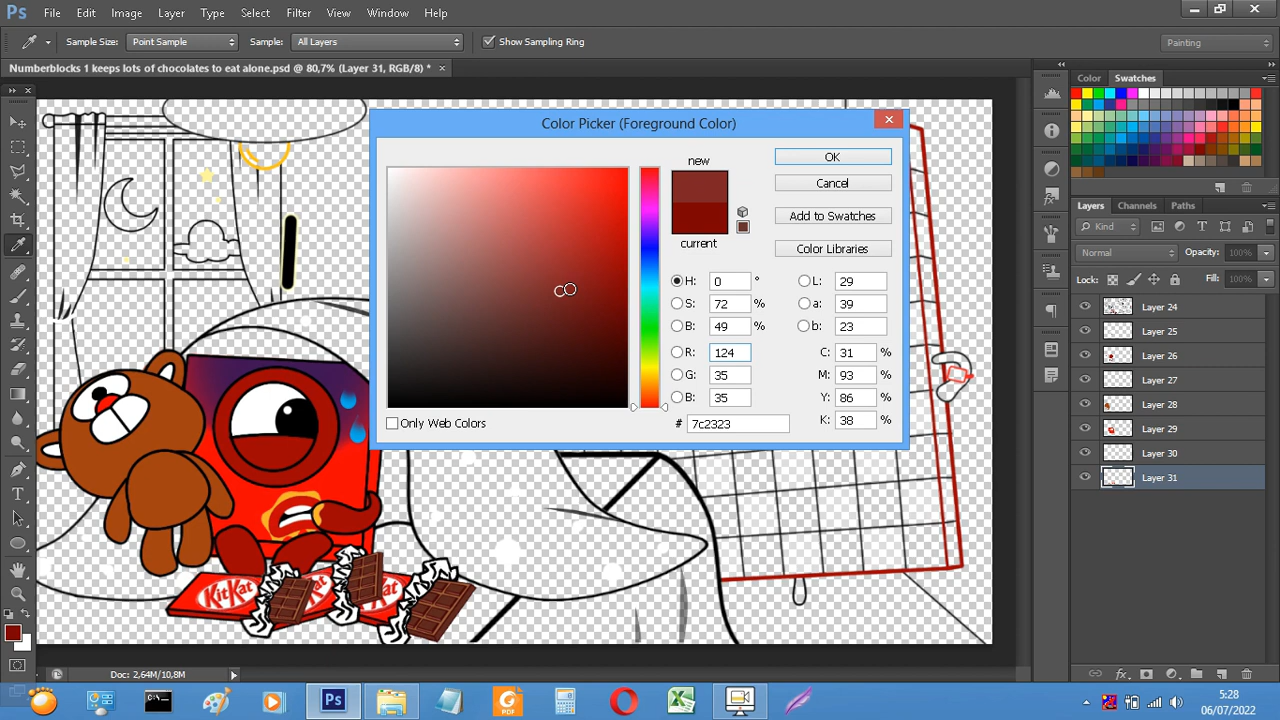 Ps File Edit Image Layer Type Select Filter View Window Help
Sample Size: Point Sample Sample: All Layers Show Sampling Ring Painting
Numberblocks 1 keeps lots of chocolates to eat alone.psd @ 80,7% (Layer 31, RGB/8) *
Color Swatches
Color Picker (Foreground Color)
new
current
OK
Cancel
Add to Swatches
Color Libraries
H: 0 °
S: 72 %
B: 49 %
R: 124
G: 35
B: 35
L: 29
a: 39
b: 23
C: 31 %
M: 93 %
Y: 86 %
K: 38 %
# 7c2323
Only Web Colors
Layers Channels Paths
Kind
Normal Opacity:
Lock: Fill:
Layer 24
Layer 25
Layer 26
Layer 27
Layer 28
Layer 29
Layer 30
Layer 31
KitKat
Doc: 2,64M/10,8M
Ps
PDF
5:28
06/07/2022